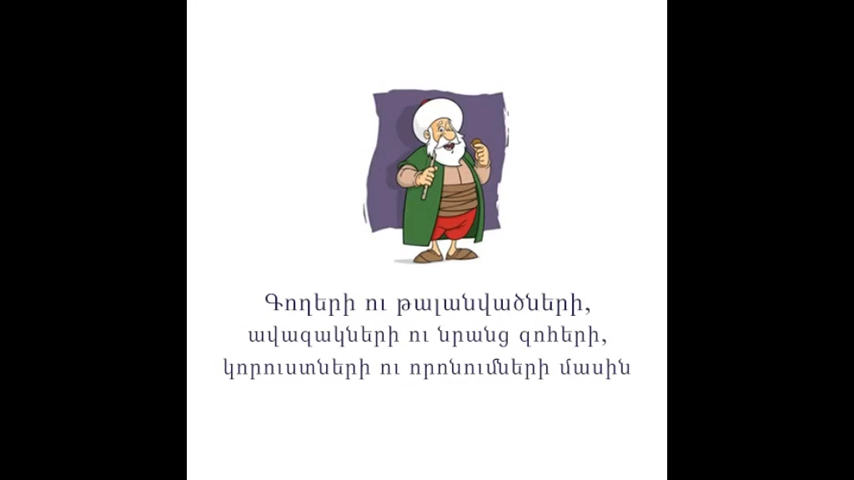 Գողերի ու թալանվածների,
ավազակների ու նրանց զոհերի,
կորուստների ու որոնումների մասին